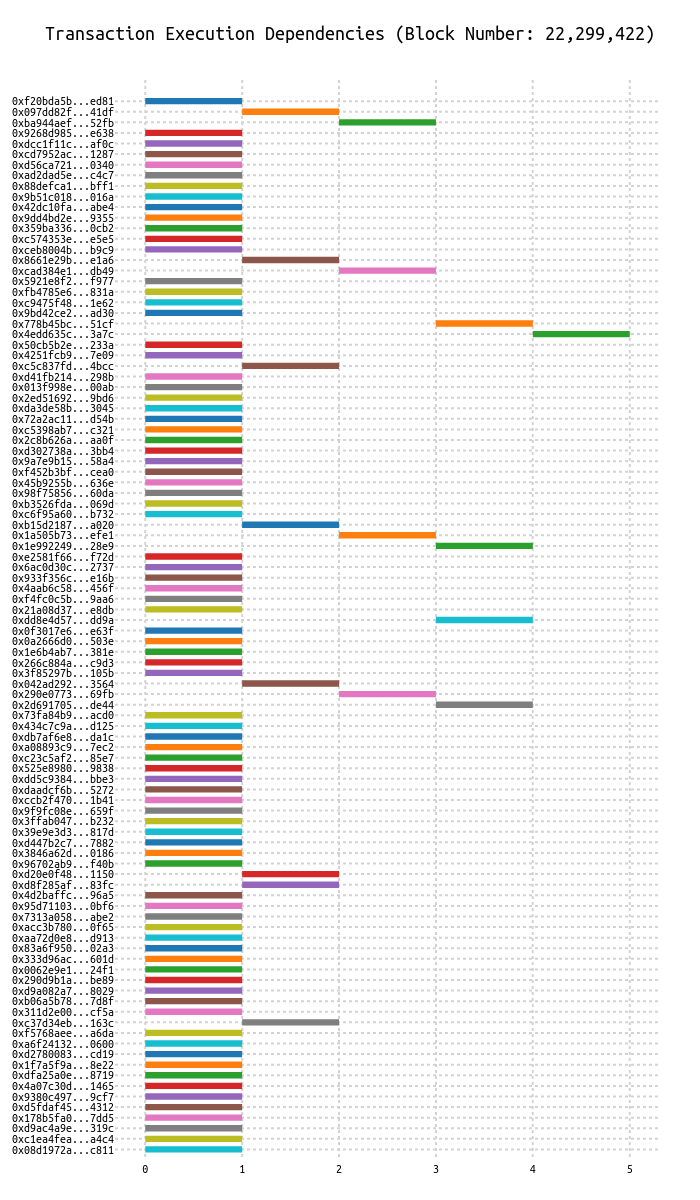 Transaction Execution Dependencies (Block Number: 22,299,422)
0xf20bda5b...ed81
0x097dd82f...41df
0xba944aef...52fb
0x9268d985...e638
0xdcc1f11c...af0c
0xcd7952ac...1287
0xd56ca721...0340
0xad2dad5e...c4c7
0x88defca1...bff1
0x9b51c018...016a
0x42dc10fa...abe4
0x9dd4bd2e...9355
0x359ba336...0cb2
0xc574353e...e5e5
0xceb8004b...b9c9
0x8661e29b...e1a6
0xcad384e1...db49
0x5921e8f2...f977
0xfb4785e6...831a
0xc9475f48...1e62
0x9bd42ce2...ad30
0x778b45bc...51cf
0x4edd635c...3a7c
0x50cb5b2e...233a
0x4251fcb9...7e09
0xc5c837fd...4bcc
0xd41fb214...298b
0x013f998e...00ab
0x2ed51692...9bd6
0xda3de58b...3045
0x72a2ac11...d54b
0xc5398ab7...c321
0x2c8b626a...aa0f
0xd302738a...3bb4
0x9a7e9b15...58a4
0xf452b3bf...cea0
0x45b9255b...636e
0x98f75856...60da
0xb3526fda...069d
0xc6f95a60...b732
0xb15d2187...a020
0x1a505b73...efe1
0x1e992249...28e9
0xe2581f66...f72d
0x6ac0d30c...2737
0x933f356c...e16b
0x4aab6c58...456f
0xf4fc0c5b...9aa6
0x21a08d37...e8db
0xdd8e4d57...dd9a
0x0f3017e6...e63f
0x0a2666d0...503e
0x1e6b4ab7...381e
0x266c884a...c9d3
0x3f85297b...105b
0x042ad292...3564
0x290e0773...69fb
0x2d691705...de44
0x73fa84b9...acd0
0x434c7c9a...d125
0xdb7af6e8...da1c
0xa08893c9...7ec2
0xc23c5af2...85e7
0x525e8980...9838
0xdd5c9384...bbe3
0xdaadcf6b...5272
0xccb2f470...1b41
0x9f9fc08e...659f
0x3ffab047...b232
0x39e9e3d3...817d
0xd447b2c7...7882
0x3846a62d...0186
0x96702ab9...f40b
0xd20e0f48...1150
0xd8f285af...83fc
0x4d2baffc...96a5
0x95d71103...0bf6
0x7313a058...abe2
0xacc3b780...0f65
0xaa72d0e8...d913
0x83a6f950...02a3
0x333d96ac...601d
0x0062e9e1...24f1
0x290d9b1a...be89
0xd9a082a7...8029
0xb06a5b78...7d8f
0x311d2e00...cf5a
0xc37d34eb...163c
0xf5768aee...a6da
0xa6f24132...0600
0xd2780083...cd19
0x1f7a5f9a...8e22
0xdfa25a0e...8719
0x4a07c30d...1465
0x9380c497...9cf7
0xd5fdaf45...4312
0x178b5fa0...7dd5
0xd9ac4a9e...319c
0xc1ea4fea...a4c4
0x08d1972a...c811
0 1 2 3 4 5